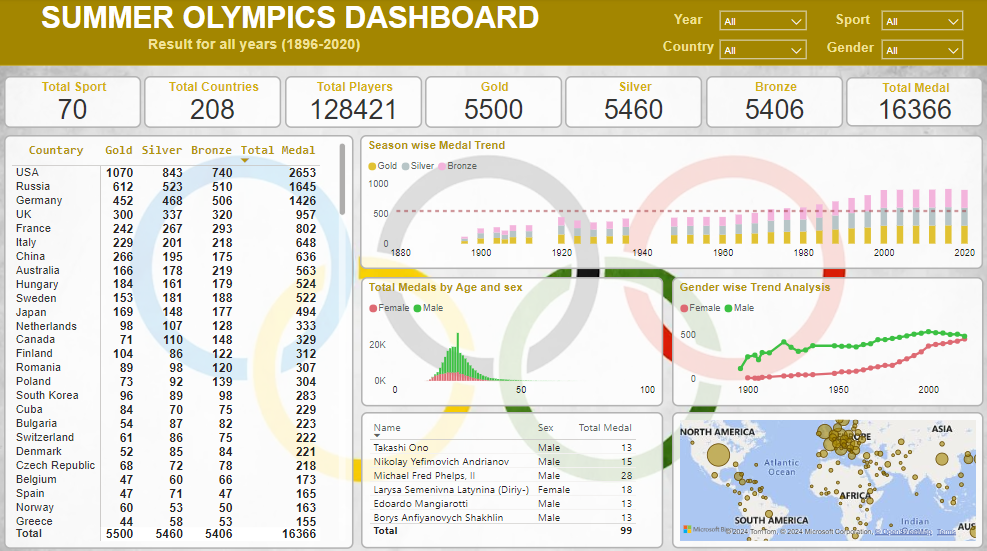 SUMMER OLYMPICS DASHBOARD
Result for all years (1896-2020)
Year All Sport All
Country All Gender All
Total Sport
70
Total Countries
208
Total Players
128421
Gold
5500
Silver
5460
Bronze
5406
Total Medal
16366
Countary Gold Silver Bronze Total Medal
USA 1070 843 740 2653
Russia 612 523 510 1645
Germany 452 468 506 1426
UK 300 337 320 957
France 242 267 293 802
Italy 229 201 218 648
China 266 195 175 636
Australia 166 178 219 563
Hungary 184 161 179 524
Sweden 153 181 188 522
Japan 169 148 177 494
Netherlands 98 107 128 333
Canada 71 110 148 329
Finland 104 86 122 312
Romania 89 98 120 307
Poland 73 92 139 304
South Korea 96 89 98 283
Cuba 84 70 75 229
Bulgaria 54 87 82 223
Switzerland 61 86 75 222
Denmark 52 85 84 221
Czech Republic 68 72 78 218
Belgium 47 60 66 173
Spain 47 71 47 165
Norway 60 53 50 163
Greece 44 58 53 155
Total 5500 5460 5406 16366
Season wise Medal Trend
Gold Silver Bronze
1000
500
0
1880 1900 1920 1940 1960 1980 2000 2020
Total Medals by Age and sex
Female Male
20K
0K
0 50 100
Gender wise Trend Analysis
Female Male
500
0
1900 1950 2000
Name Sex Total Medal
Takashi Ono Male 13
Nikolay Yefimovich Andrianov Male 15
Michael Fred Phelps, II Male 28
Larysa Semenivna Latynina (Diriy-) Female 18
Edoardo Mangiarotti Male 13
Borys Anfiyanovych Shakhlin Male 13
Total 99
NORTH AMERICA
EUROPE
ASIA
Atlantic
Ocean
AFRICA
SOUTH AMERICA
Indian
AUS
Microsoft
© 2024 TomTom, © 2024 Microsoft Corporation, © OpenStreetMap Terms